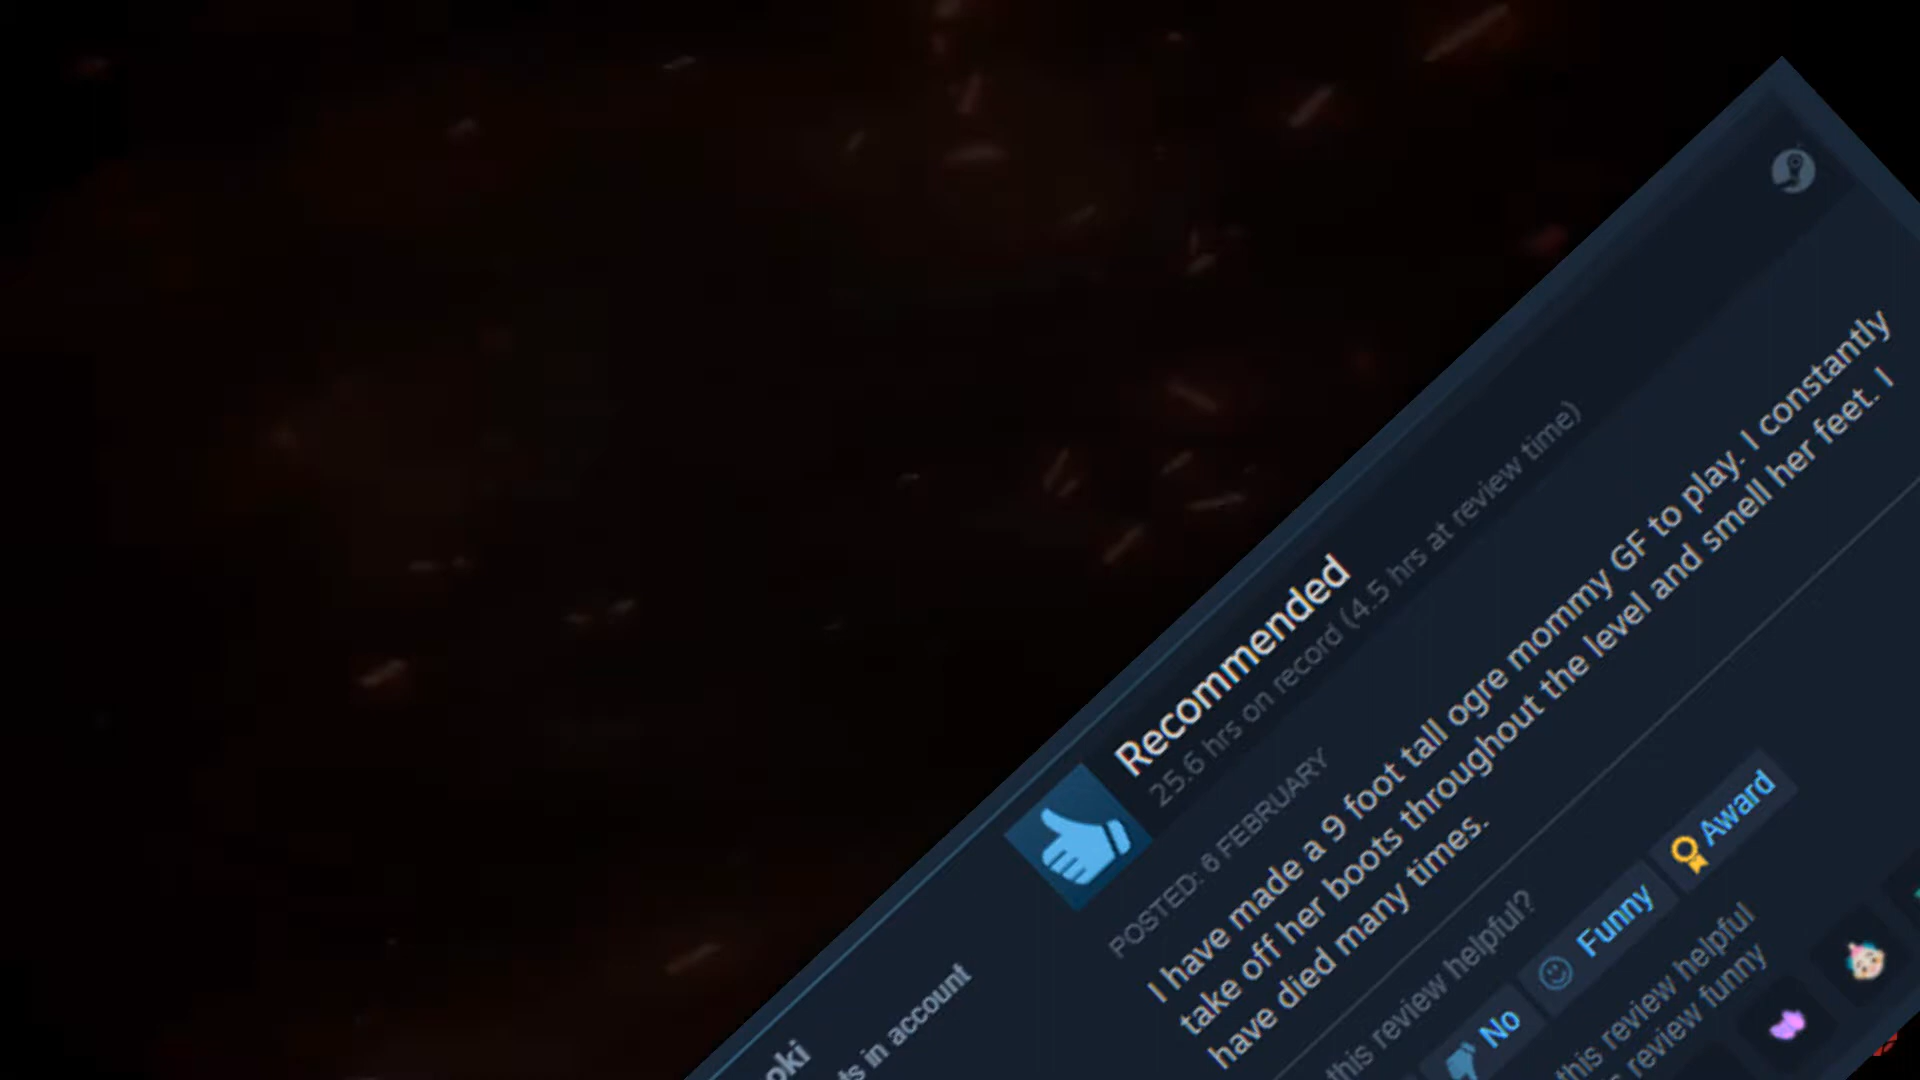 Recommended
25.6 hrs on record (4.5 hrs at review time)
POSTED: 6 FEBRUARY
I have made a 9 foot tall ogre mommy GF to play. I constantly
take off her boots throughout the level and smell her feet. I
have died many times.
this review helpful?
No Funny Award
this review helpful
review funny
oki
in account